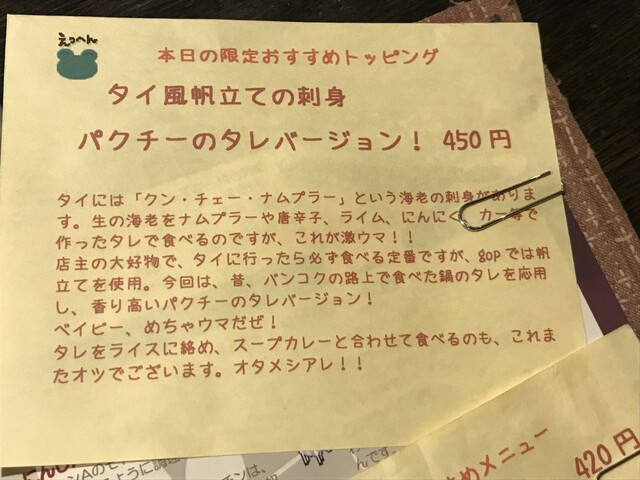 えっへん
本日の限定おすすめトッピング
タイ風帆立ての刺身
パクチーのタレバージョン！ 450円
タイには「クン・チェー・ナムプラー」という海老の刺身がありま
す。生の海老をナムプラーや唐辛子、ライム、にんにく
で
作ったタレで食べるのですが、これが激ウマ！！
店主の大好物で、タイに行ったら必ず食べる定番ですが、gopでは帆
立てを使用。今回は、昔、バンコクの路上で食べた鍋のタレを応用
し、香り高いパクチーのタレバージョン！
ベイビー、めちゃウマだぜ！
タレをライスに絡め、スープカレーと合わせて食べるのも、これま
たオツでございます。オタメシアレ！！
めメニュー
420円